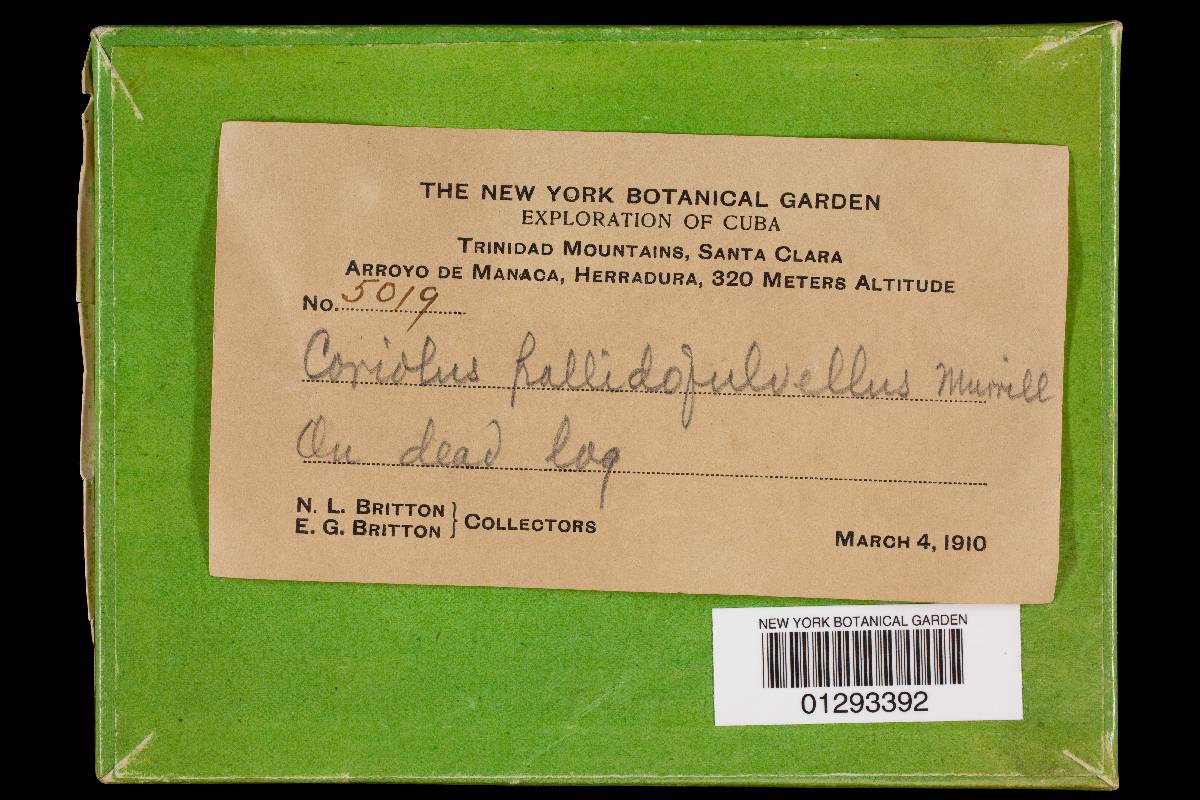 THE NEW YORK BOTANICAL GARDEN
EXPLORATION OF CUBA
TRINIDAD MOUNTAINS, SANTA CLARA
ARROYO DE MANACA, HERRADURA, 320 METERS ALTITUDE
No. 5019
Coriolus pallidofulvellus Murrill
On dead log
N. L. BRITTON
E. G. BRITTON } COLLECTORS
MARCH 4, 1910
NEW YORK BOTANICAL GARDEN
01293392